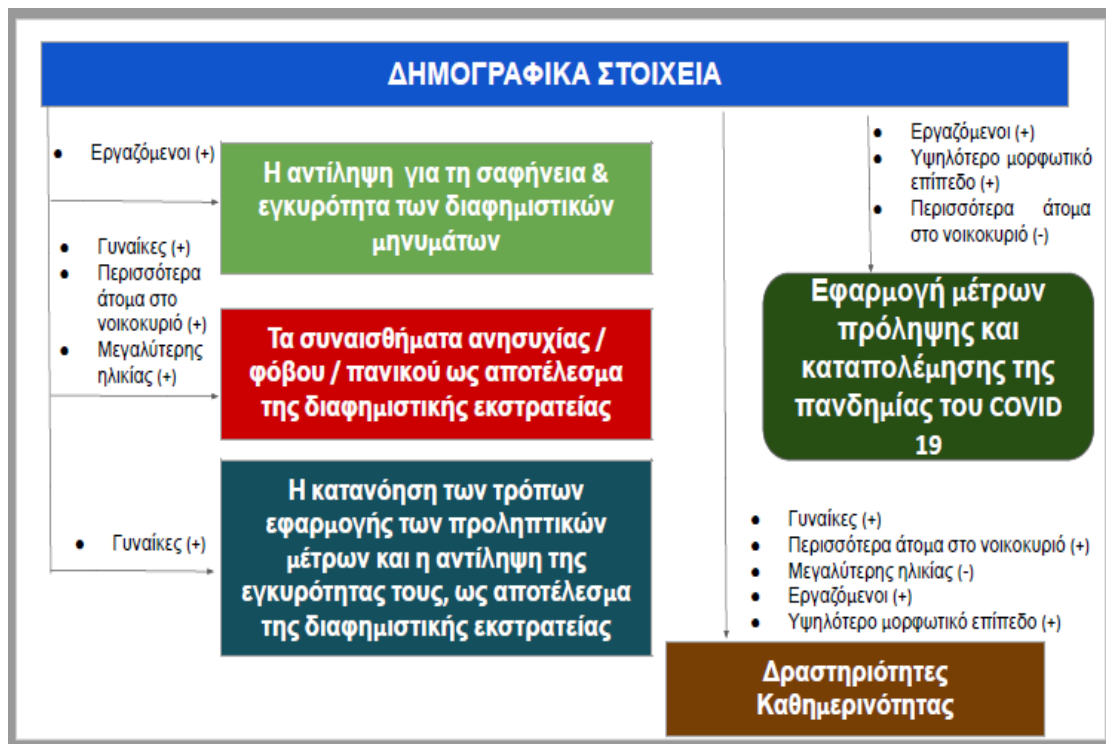 ΔΗΜΟΓΡΑΦΙΚΑ ΣΤΟΙΧΕΙΑ
● Εργαζόμενοι (+)
Η αντίληψη για τη σαφήνεια &
εγκυρότητα των διαφημιστικών
μηνυμάτων
● Γυναίκες (+)
● Περισσότερα
άτομα στο
νοικοκυριό (+)
● Μεγαλύτερης
ηλικίας (+)
Τα συναισθήματα ανησυχίας /
φόβου / πανικού ως αποτέλεσμα
της διαφημιστικής εκστρατείας
● Γυναίκες (+)
Η κατανόηση των τρόπων
εφαρμογής των προληπτικών
μέτρων και η αντίληψη της
εγκυρότητας τους, ως αποτέλεσμα
της διαφημιστικής εκστρατείας
● Εργαζόμενοι (+)
● Υψηλότερο μορφωτικό
επίπεδο (+)
● Περισσότερα άτομα
στο νοικοκυριό (-)
Εφαρμογή μέτρων
πρόληψης και
καταπολέμησης της
πανδημίας του COVID
19
● Γυναίκες (+)
● Περισσότερα άτομα στο νοικοκυριό (+)
● Μεγαλύτερης ηλικίας (-)
● Εργαζόμενοι (+)
● Υψηλότερο μορφωτικό επίπεδο (+)
Δραστηριότητες
Καθημερινότητας